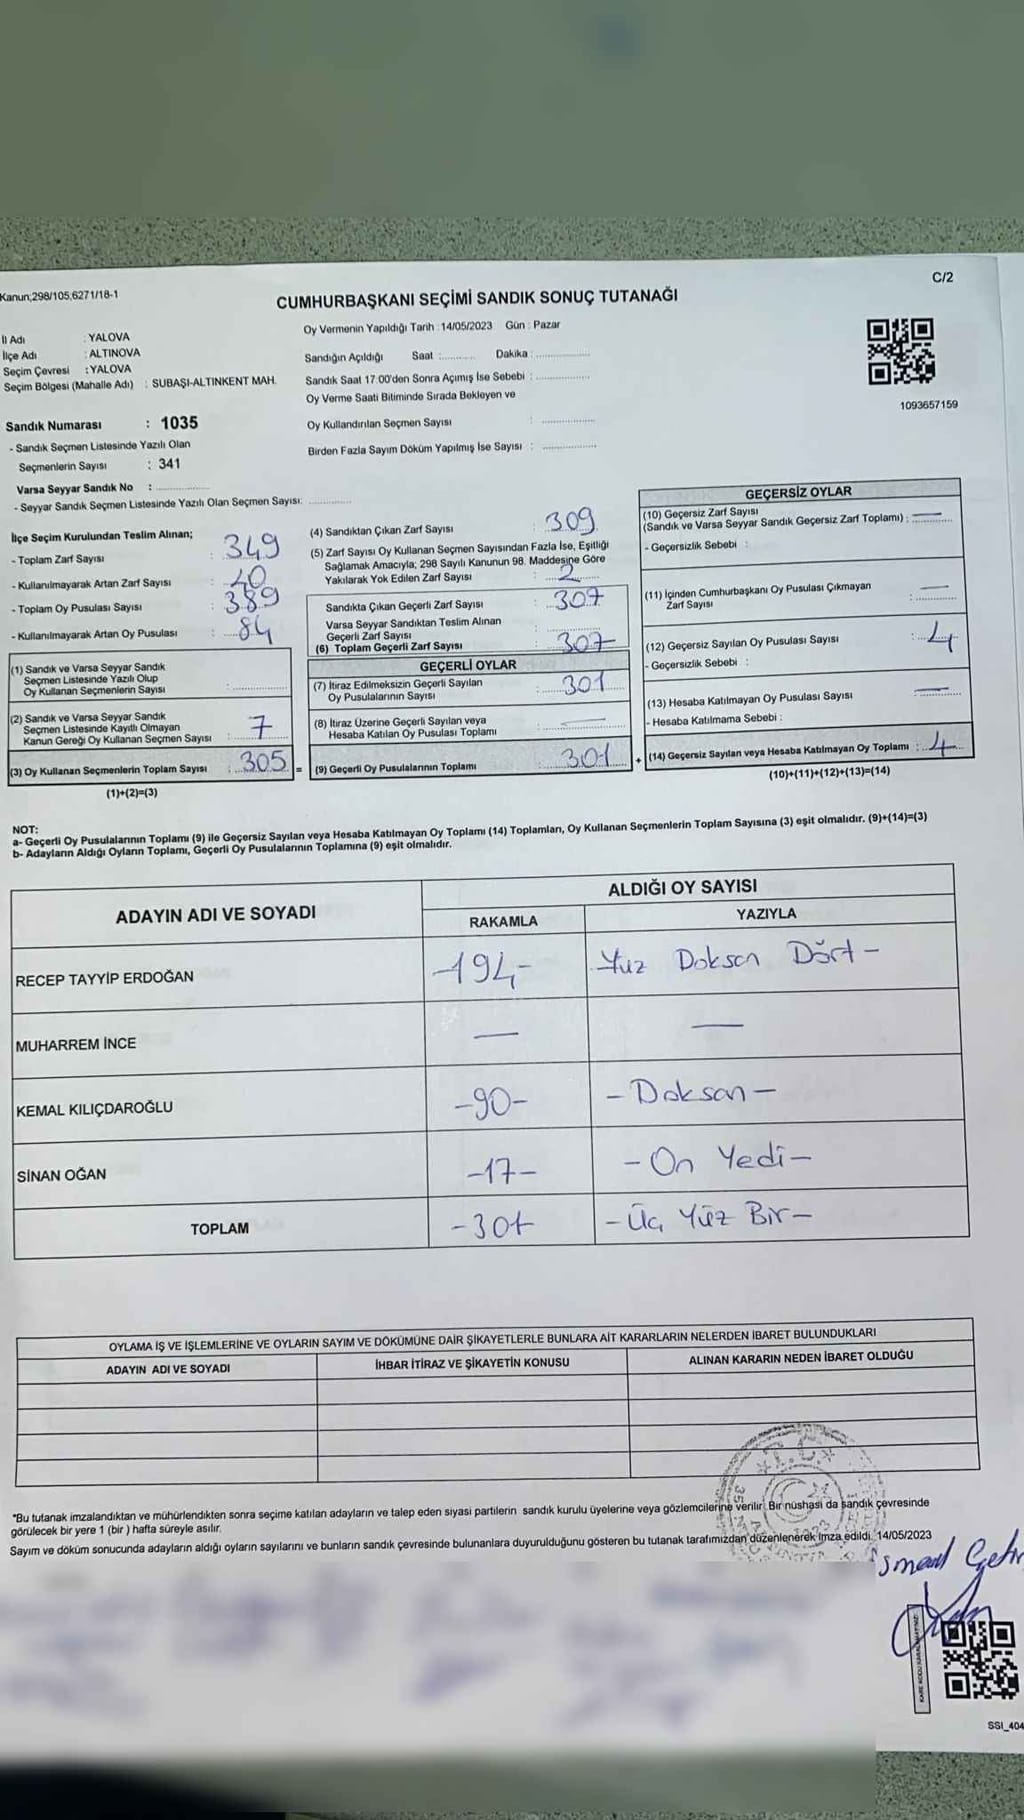 Kanun;298/105;6271/18-1
C/2
CUMHURBAŞKANI SEÇİMİ SANDIK SONUÇ TUTANAĞI
İl Adı : YALOVA
İlçe Adı : ALTINOVA
Seçim Çevresi : YALOVA
Seçim Bölgesi (Mahalle Adı) : SUBAŞI-ALTINKENT MAH.
Oy Vermenin Yapıldığı Tarih : 14/05/2023 Gün : Pazar
Sandığın Açıldığı Saat : Dakika :
Sandık Saat 17:00'den Sonra Açımış İse Sebebi :
Oy Verme Saati Bitiminde Sırada Bekleyen ve
Oy Kullandırılan Seçmen Sayısı :
Birden Fazla Sayım Döküm Yapılmış İse Sayısı :
1093657159
Sandık Numarası : 1035
- Sandık Seçmen Listesinde Yazılı Olan
Seçmenlerin Sayısı : 341
Varsa Seyyar Sandık No :
- Seyyar Sandık Seçmen Listesinde Yazılı Olan Seçmen Sayısı:
İlçe Seçim Kurulundan Teslim Alınan;
- Toplam Zarf Sayısı : 349
- Kullanılmayarak Artan Zarf Sayısı : 40
- Toplam Oy Pusulası Sayısı : 389
- Kullanılmayarak Artan Oy Pusulası : 84
(1) Sandık ve Varsa Seyyar Sandık
Seçmen Listesinde Yazılı Olup
Oy Kullanan Seçmenlerin Sayısı :
(2) Sandık ve Varsa Seyyar Sandık
Seçmen Listesinde Kayıtlı Olmayan
Kanun Gereği Oy Kullanan Seçmen Sayısı : 7
(3) Oy Kullanan Seçmenlerin Toplam Sayısı : 305 =
(1)+(2)=(3)
(4) Sandıktan Çıkan Zarf Sayısı : 309
(5) Zarf Sayısı Oy Kullanan Seçmen Sayısından Fazla İse, Eşitliği
Sağlamak Amacıyla; 298 Sayılı Kanunun 98. Maddesine Göre
Yakılarak Yok Edilen Zarf Sayısı : 2
Sandıkta Çıkan Geçerli Zarf Sayısı : 307
Varsa Seyyar Sandıktan Teslim Alınan
Geçerli Zarf Sayısı :
(6) Toplam Geçerli Zarf Sayısı : 307
GEÇERLİ OYLAR
(7) İtiraz Edilmeksizin Geçerli Sayılan
Oy Pusulalarının Sayısı : 301
(8) İtiraz Üzerine Geçerli Sayılan veya
Hesaba Katılan Oy Pusulası Toplamı : —
(9) Geçerli Oy Pusulalarının Toplamı : 301 +
GEÇERSİZ OYLAR
(10) Geçersiz Zarf Sayısı
(Sandık ve Varsa Seyyar Sandık Geçersiz Zarf Toplamı) : —
- Geçersizlik Sebebi :
(11) İçinden Cumhurbaşkanı Oy Pusulası Çıkmayan
Zarf Sayısı : —
(12) Geçersiz Sayılan Oy Pusulası Sayısı : 4
- Geçersizlik Sebebi :
(13) Hesaba Katılmayan Oy Pusulası Sayısı : —
- Hesaba Katılmama Sebebi :
(14) Geçersiz Sayılan veya Hesaba Katılmayan Oy Toplamı : 4
(10)+(11)+(12)+(13)=(14)
NOT:
a- Geçerli Oy Pusulalarının Toplamı (9) ile Geçersiz Sayılan veya Hesaba Katılmayan Oy Toplamı (14) Toplamları, Oy Kullanan Seçmenlerin Toplam Sayısına (3) eşit olmalıdır. (9)+(14)=(3)
b- Adayların Aldığı Oyların Toplamı, Geçerli Oy Pusulalarının Toplamına (9) eşit olmalıdır.
ADAYIN ADI VE SOYADI
ALDIĞI OY SAYISI
RAKAMLA YAZIYLA
RECEP TAYYİP ERDOĞAN -194- Yüz Doksan Dört -
MUHARREM İNCE — —
KEMAL KILIÇDAROĞLU -90- - Doksan -
SİNAN OĞAN -17- - On Yedi -
TOPLAM -301 - Üç Yüz Bir -
OYLAMA İŞ VE İŞLEMLERİNE VE OYLARIN SAYIM VE DÖKÜMÜNE DAİR ŞİKAYETLERLE BUNLARA AİT KARARLARIN NELERDEN İBARET BULUNDUKLARI
ADAYIN ADI VE SOYADI İHBAR İTİRAZ VE ŞİKAYETİN KONUSU ALINAN KARARIN NEDEN İBARET OLDUĞU
T.C.
"Bu tutanak imzalandıktan ve mühürlendikten sonra seçime katılan adayların ve talep eden siyasi partilerin sandık kurulu üyelerine veya gözlemcilerine verilir. Bir nüshası da sandık çevresinde
görülecek bir yere 1 (bir ) hafta süreyle asılır.
Sayım ve döküm sonucunda adayların aldığı oyların sayılarını ve bunların sandık çevresinde bulunanlara duyurulduğunu gösteren bu tutanak tarafımızdan düzenlenerek imza edildi. 14/05/2023
SSI_404